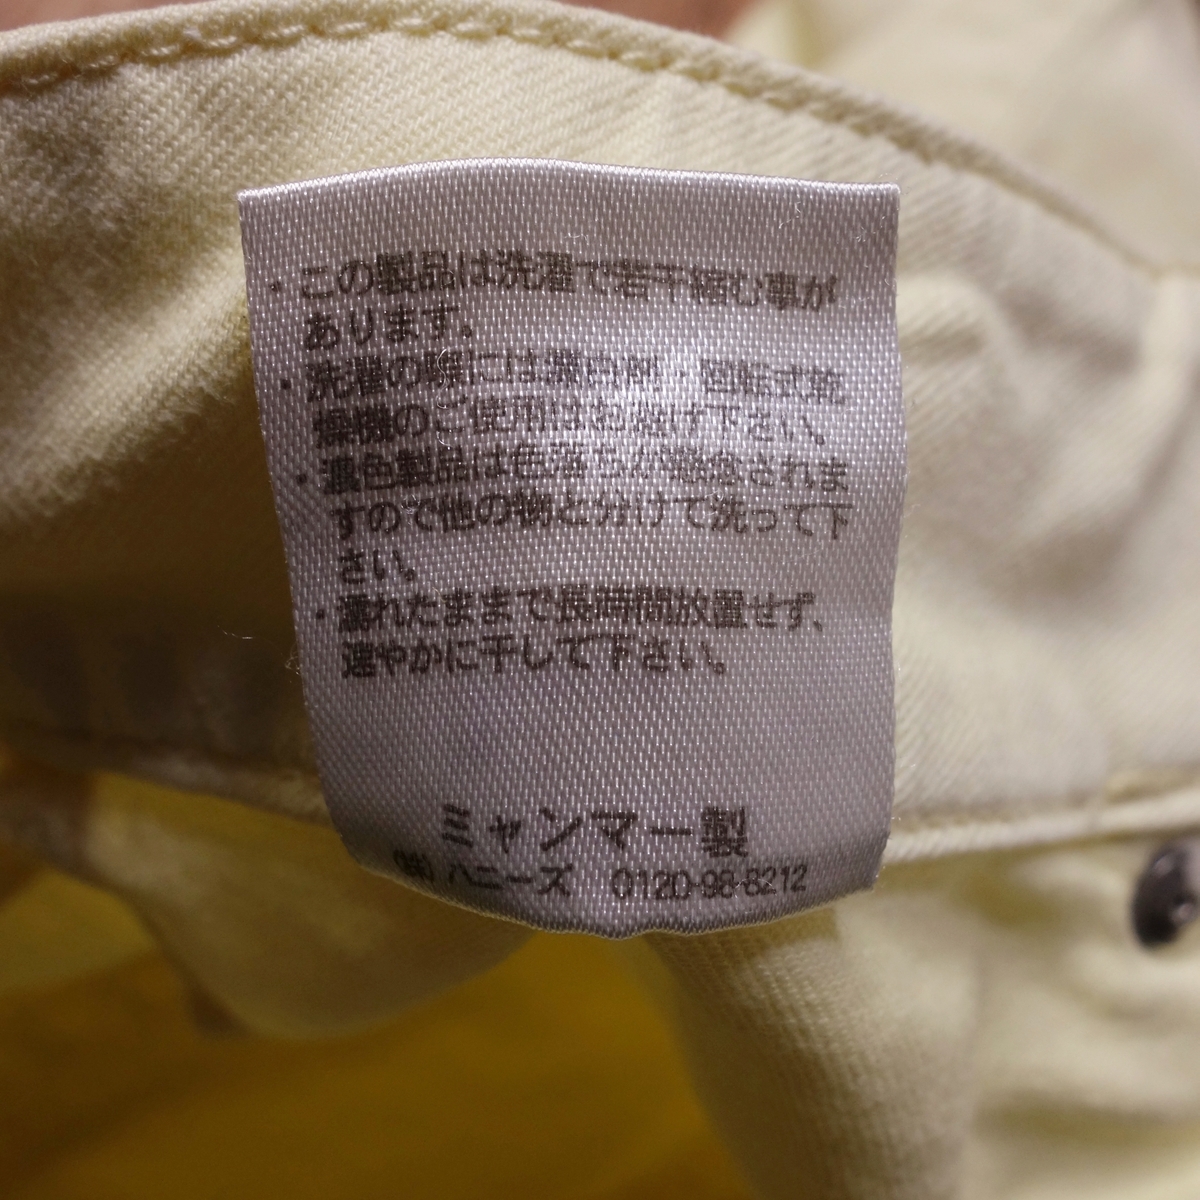 ・この製品は洗濯で若干縮む事が
あります。
・洗濯の際には漂白剤・回転式乾
燥機のご使用はお避け下さい。
・濃色製品は色落ちが懸念されま
すので他の物と分けて洗って下
さい。
・濡れたままで長時間放置せず、
速やかに干して下さい。
ミャンマー製
㈱ハニーズ 0120-98-8212